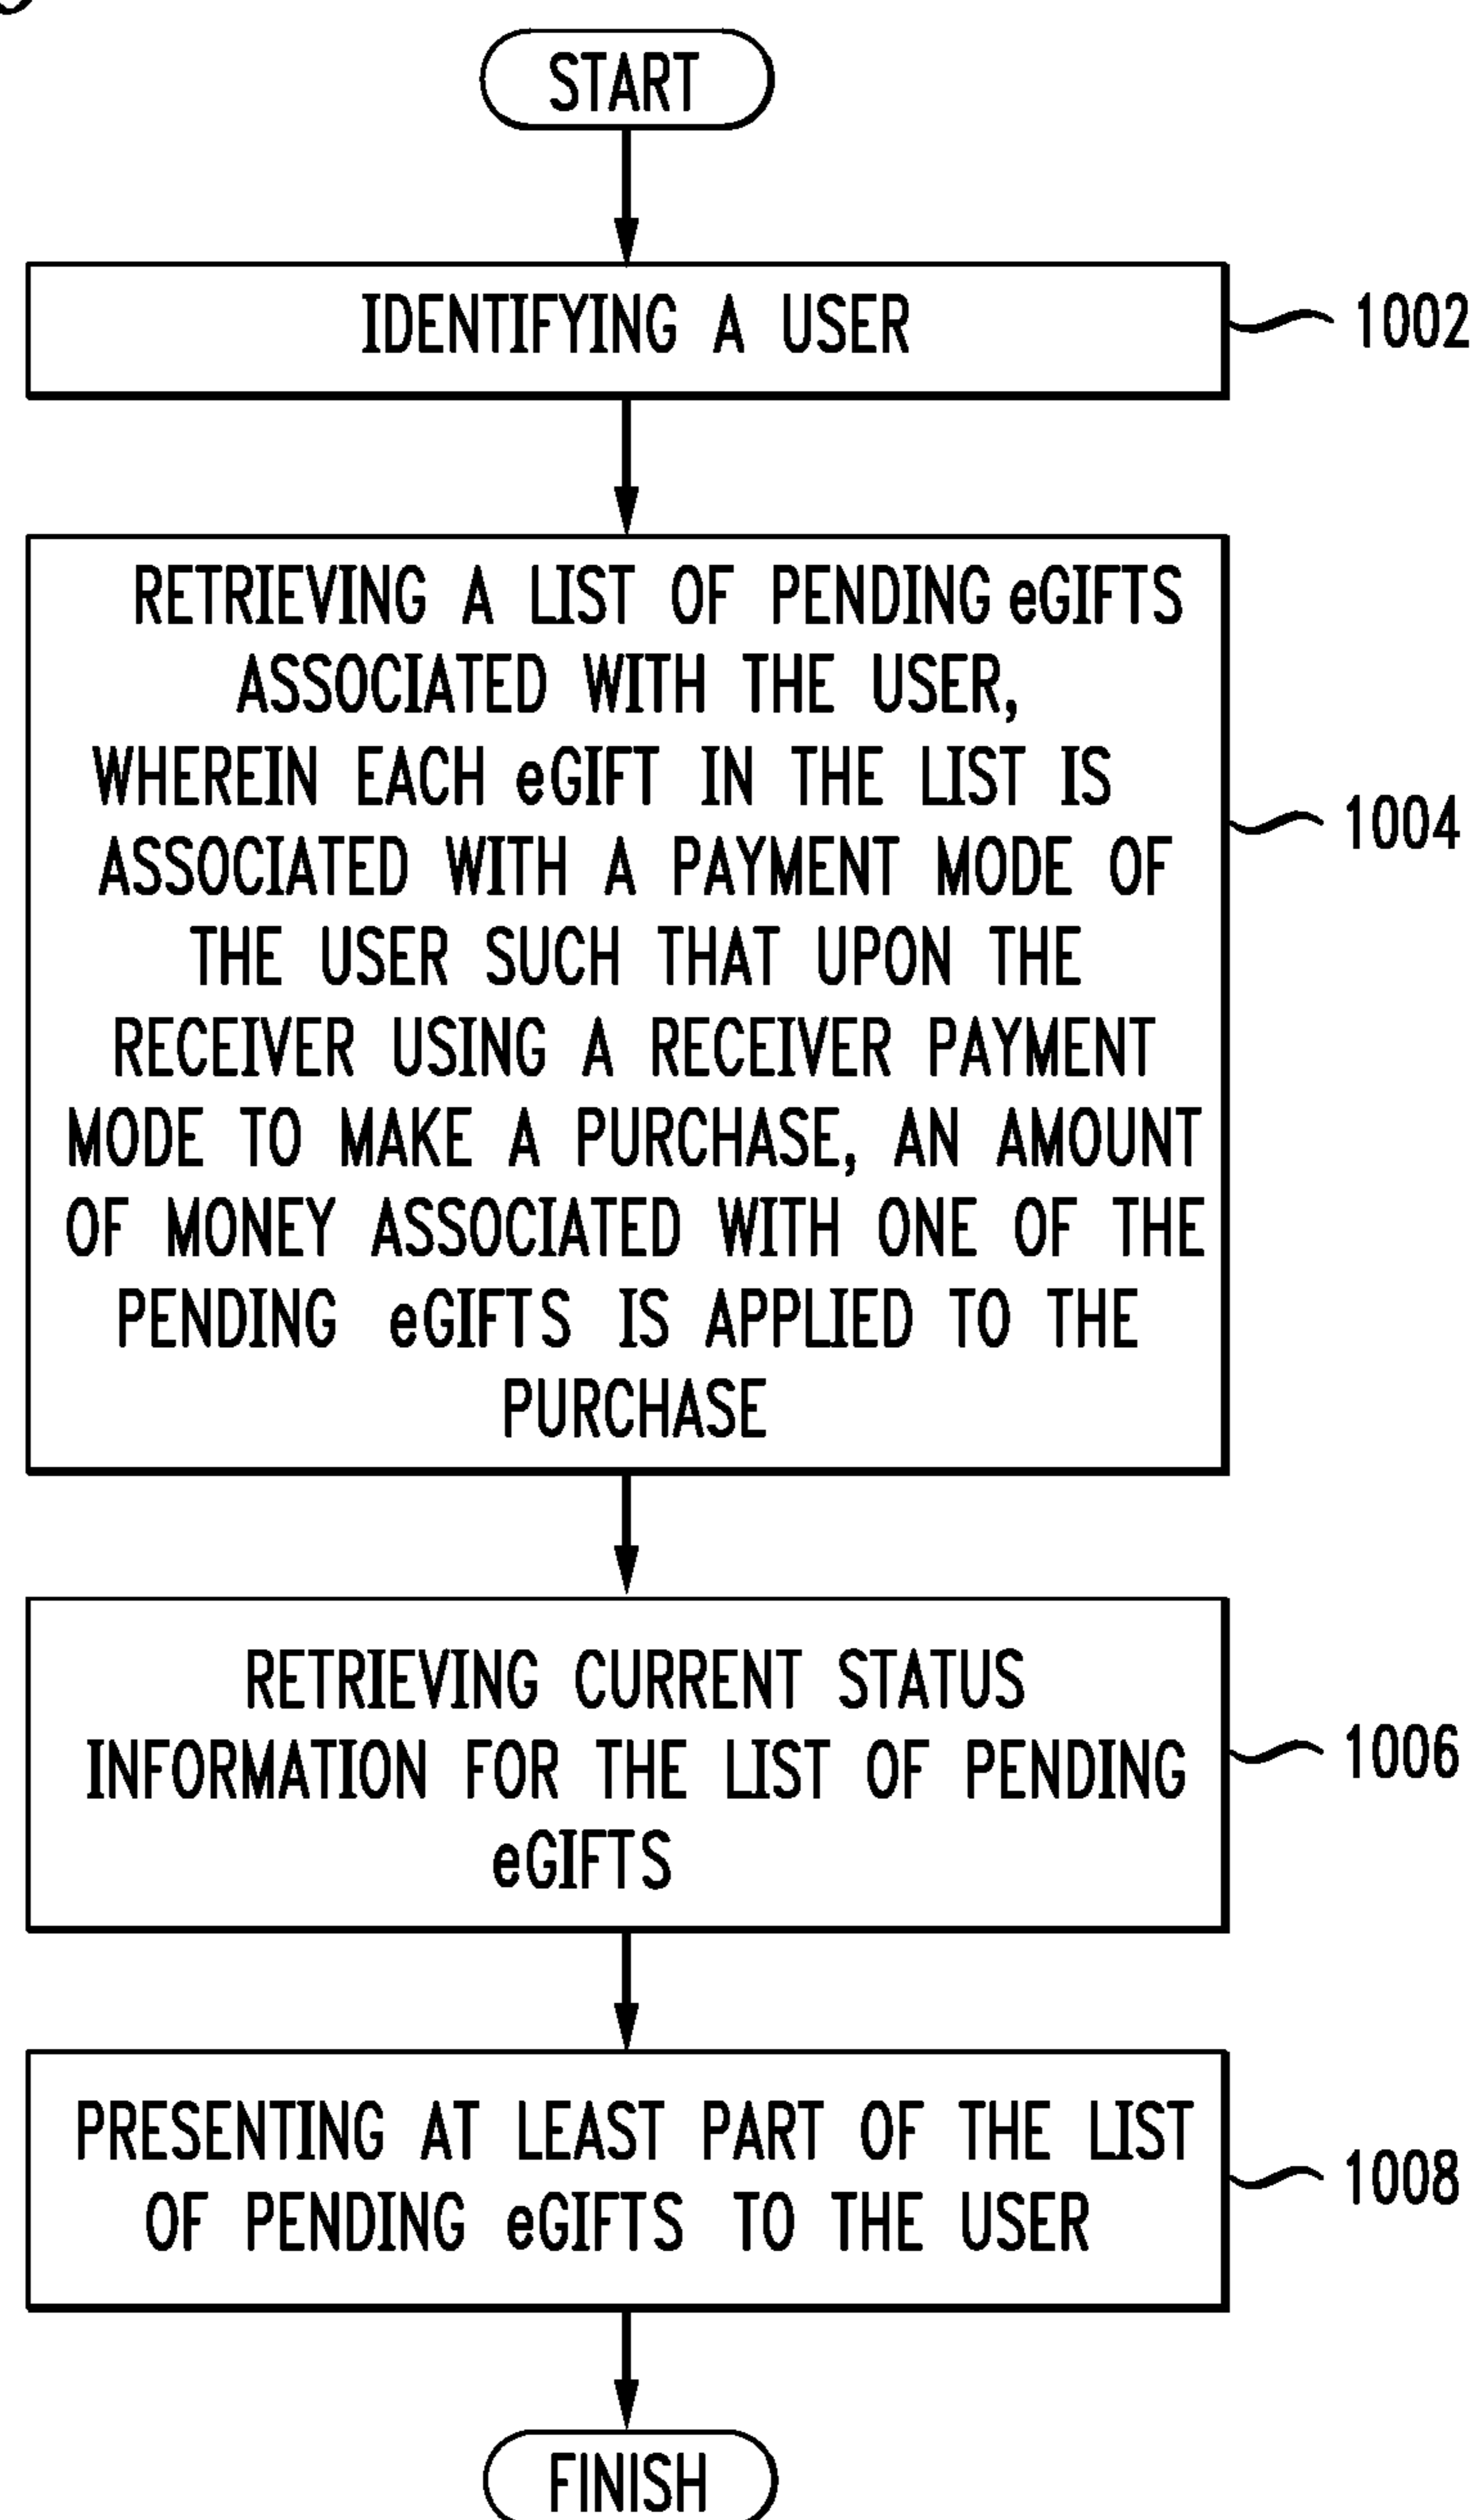 START
IDENTIFYING A USER
1002
RETRIEVING A LIST OF PENDING eGIFTS
ASSOCIATED WITH THE USER,
WHEREIN EACH eGIFT IN THE LIST IS
ASSOCIATED WITH A PAYMENT MODE OF
THE USER SUCH THAT UPON THE
RECEIVER USING A RECEIVER PAYMENT
MODE TO MAKE A PURCHASE, AN AMOUNT
OF MONEY ASSOCIATED WITH ONE OF THE
PENDING eGIFTS IS APPLIED TO THE
PURCHASE
1004
RETRIEVING CURRENT STATUS
INFORMATION FOR THE LIST OF PENDING
eGIFTS
1006
PRESENTING AT LEAST PART OF THE LIST
OF PENDING eGIFTS TO THE USER
1008
FINISH